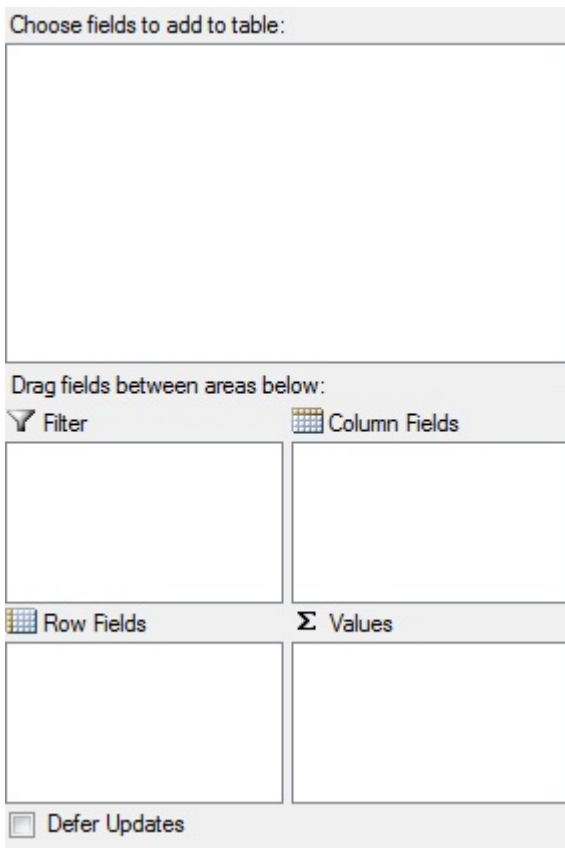 Choose fields to add to table:
Drag fields between areas below:
Filter
Column Fields
Row Fields
Σ Values
Defer Updates